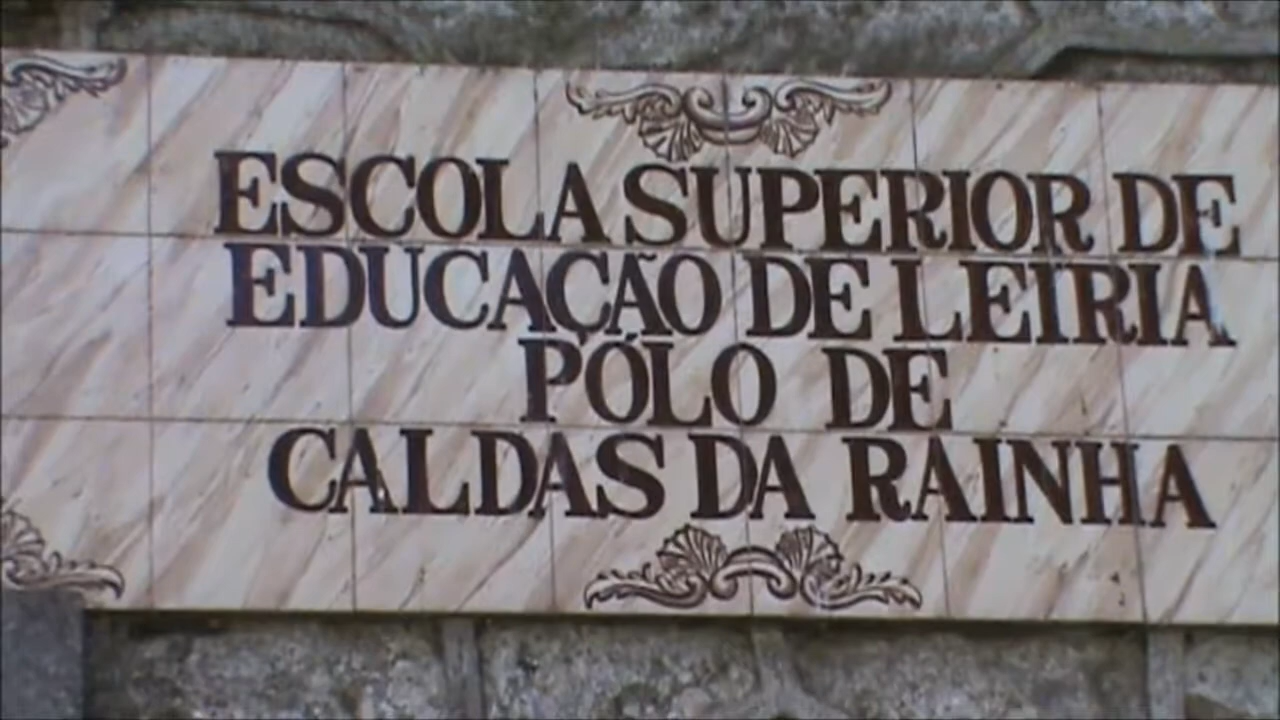 ESCOLA SUPERIOR DE
EDUCAÇÃO DE LEIRIA
PÓLO DE
CALDAS DA RAINHA